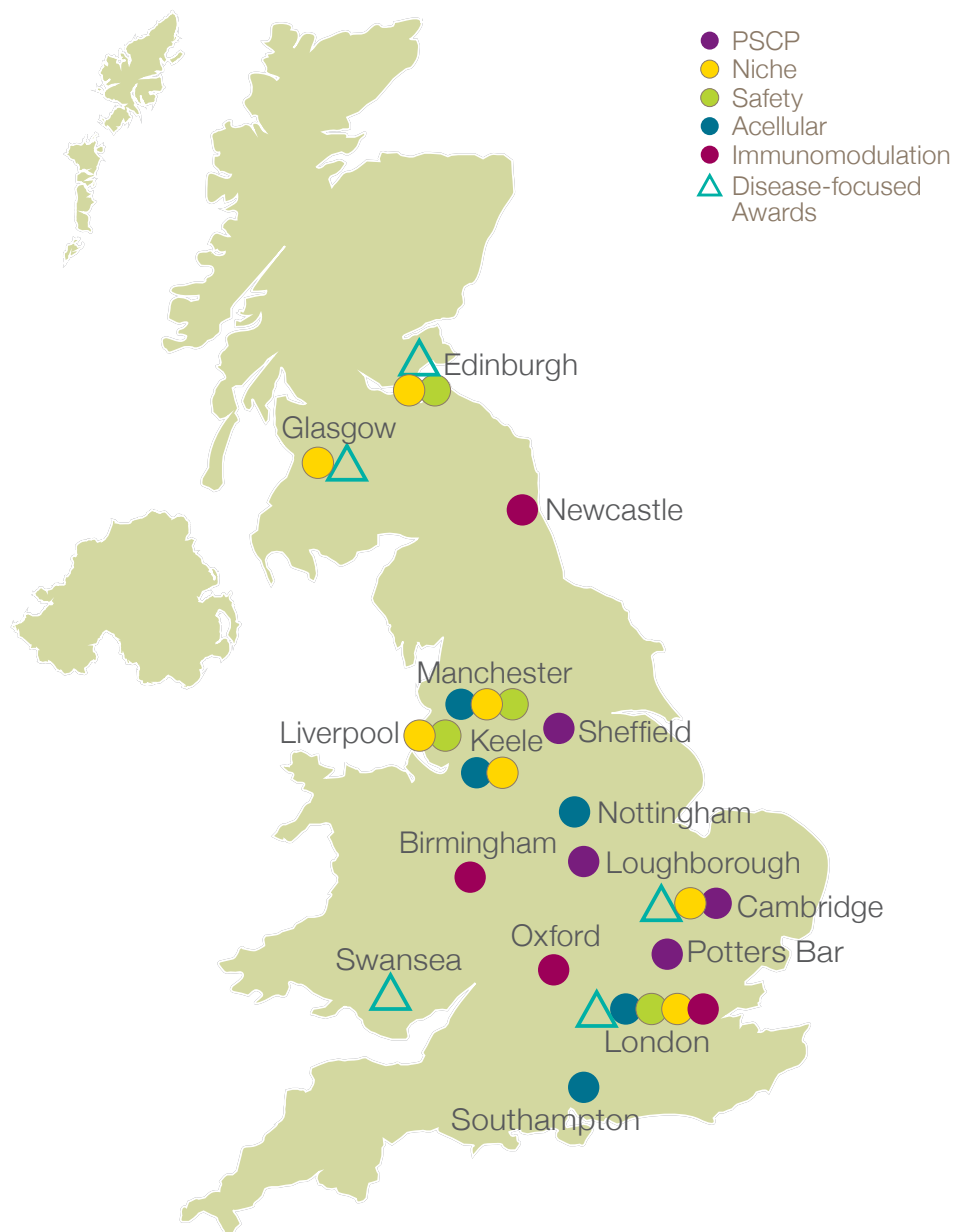 PSCP
Niche
Safety
Acellular
Immunomodulation
Disease-focused
Awards
Edinburgh
Glasgow
Newcastle
Manchester
Liverpool
Keele
Sheffield
Nottingham
Birmingham
Loughborough
Cambridge
Oxford
Potters Bar
Swansea
London
Southampton